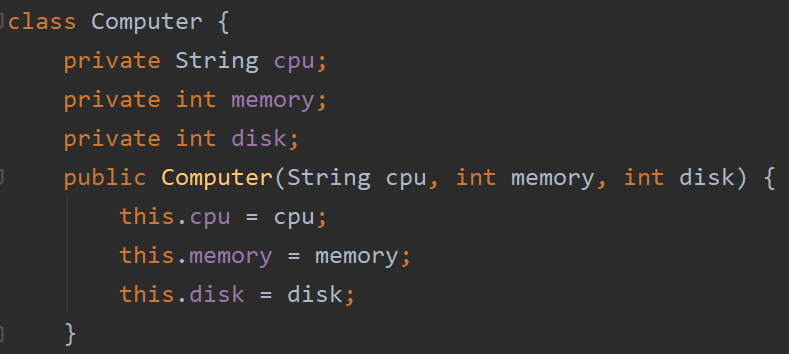 class Computer {
    private String cpu;
    private int memory;
    private int disk;
    public Computer(String cpu, int memory, int disk) {
        this.cpu = cpu;
        this.memory = memory;
        this.disk = disk;
    }